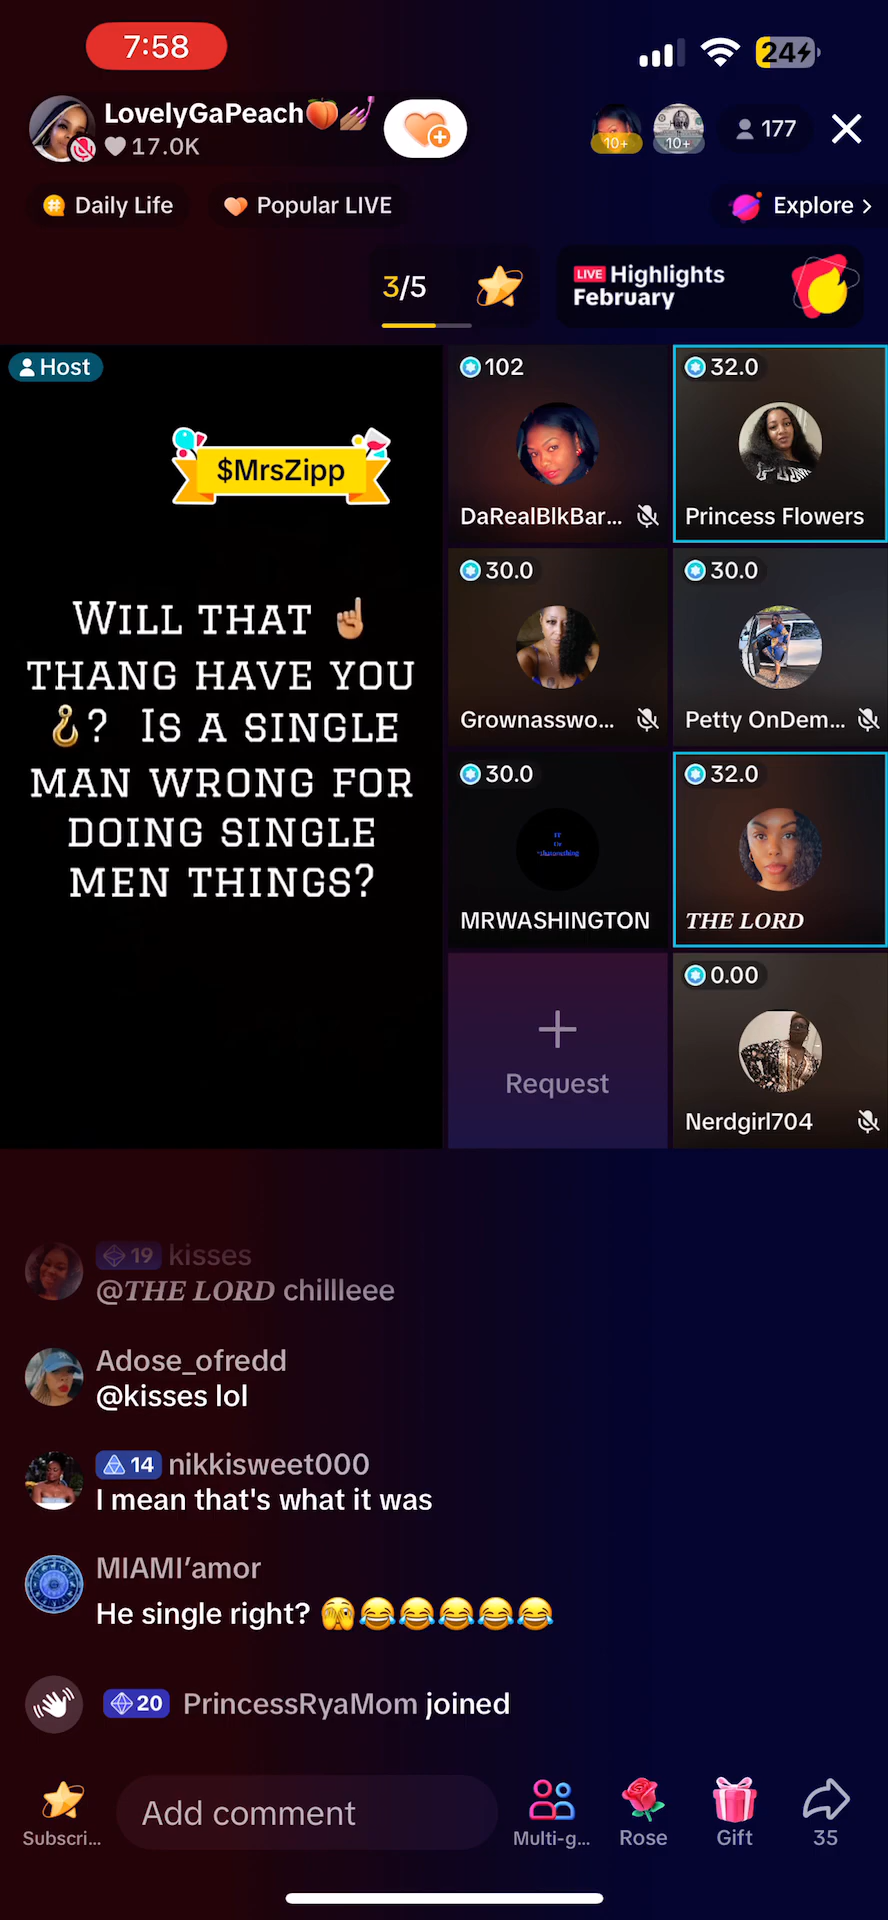 7:58
24
LovelyGaPeach🍑💅🏽
17.0K
10+
10+
177
Daily Life
Popular LIVE
Explore >
3/5
LIVE Highlights
February
Host
$MrsZipp
WILL THAT ☝🏽
THANG HAVE YOU
🪝? IS A SINGLE
MAN WRONG FOR
DOING SINGLE
MEN THINGS?
102
DaRealBlkBar...
32.0
Princess Flowers
30.0
Grownasswo...
30.0
Petty OnDem...
30.0
IT
MRWASHINGTON
32.0
THE LORD
+
Request
0.00
Nerdgirl704
19 kisses
@THE LORD chillleee
Adose_ofredd
@kisses lol
14 nikkisweet000
I mean that's what it was
MIAMI’amor
He single right? 🫣😂😂😂😂😂
20 PrincessRyaMom joined
Subscri...
Add comment
Multi-g...
Rose
Gift
35